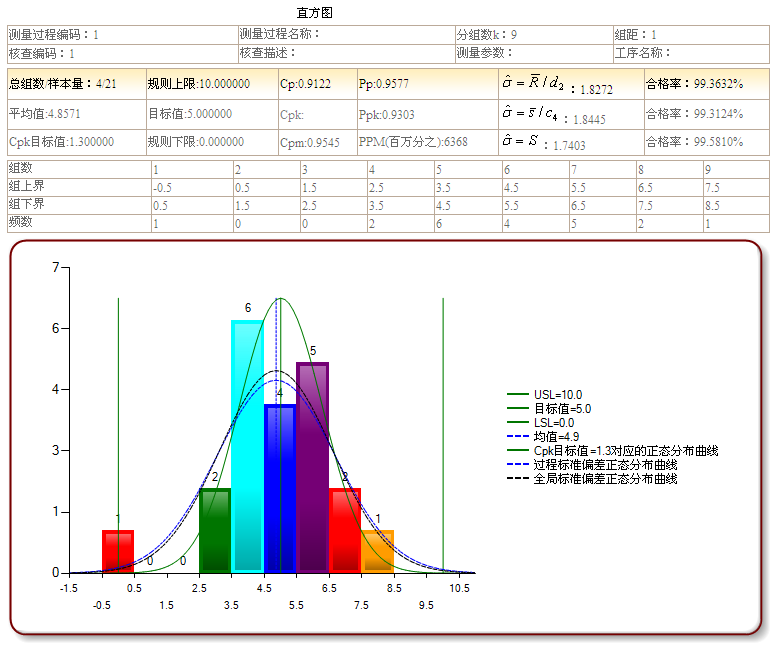 直方图
测量过程编码：1 测量过程名称： 分组数k：9 组距：1
核查编码：1 核查描述： 测量参数： 工序名称：
总组数/样本量：4/21 规则上限:10.000000 Cp:0.9122 Pp:0.9577 σ̂ = R̄ / d₂ ：1.8272 合格率：99.3632%
平均值:4.8571 目标值:5.000000 Cpk: Ppk:0.9303 σ̂ = s̄ / c₄ ：1.8445 合格率：99.3124%
Cpk目标值:1.300000 规则下限:0.000000 Cpm:0.9545 PPM(百万分之):6368 σ̂ = S ：1.7403 合格率：99.5810%
组数 1 2 3 4 5 6 7 8 9
组上界 -0.5 0.5 1.5 2.5 3.5 4.5 5.5 6.5 7.5
组下界 0.5 1.5 2.5 3.5 4.5 5.5 6.5 7.5 8.5
频数 1 0 0 2 6 4 5 2 1
7
6
4
3
1
0
6
5
4
2
2
1
1
0
0
USL=10.0
目标值=5.0
LSL=0.0
均值=4.9
Cpk目标值=1.3对应的正态分布曲线
过程标准偏差正态分布曲线
全局标准偏差正态分布曲线
-1.5 0.5 2.5 4.5 6.5 8.5 10.5
-0.5 1.5 3.5 5.5 7.5 9.5